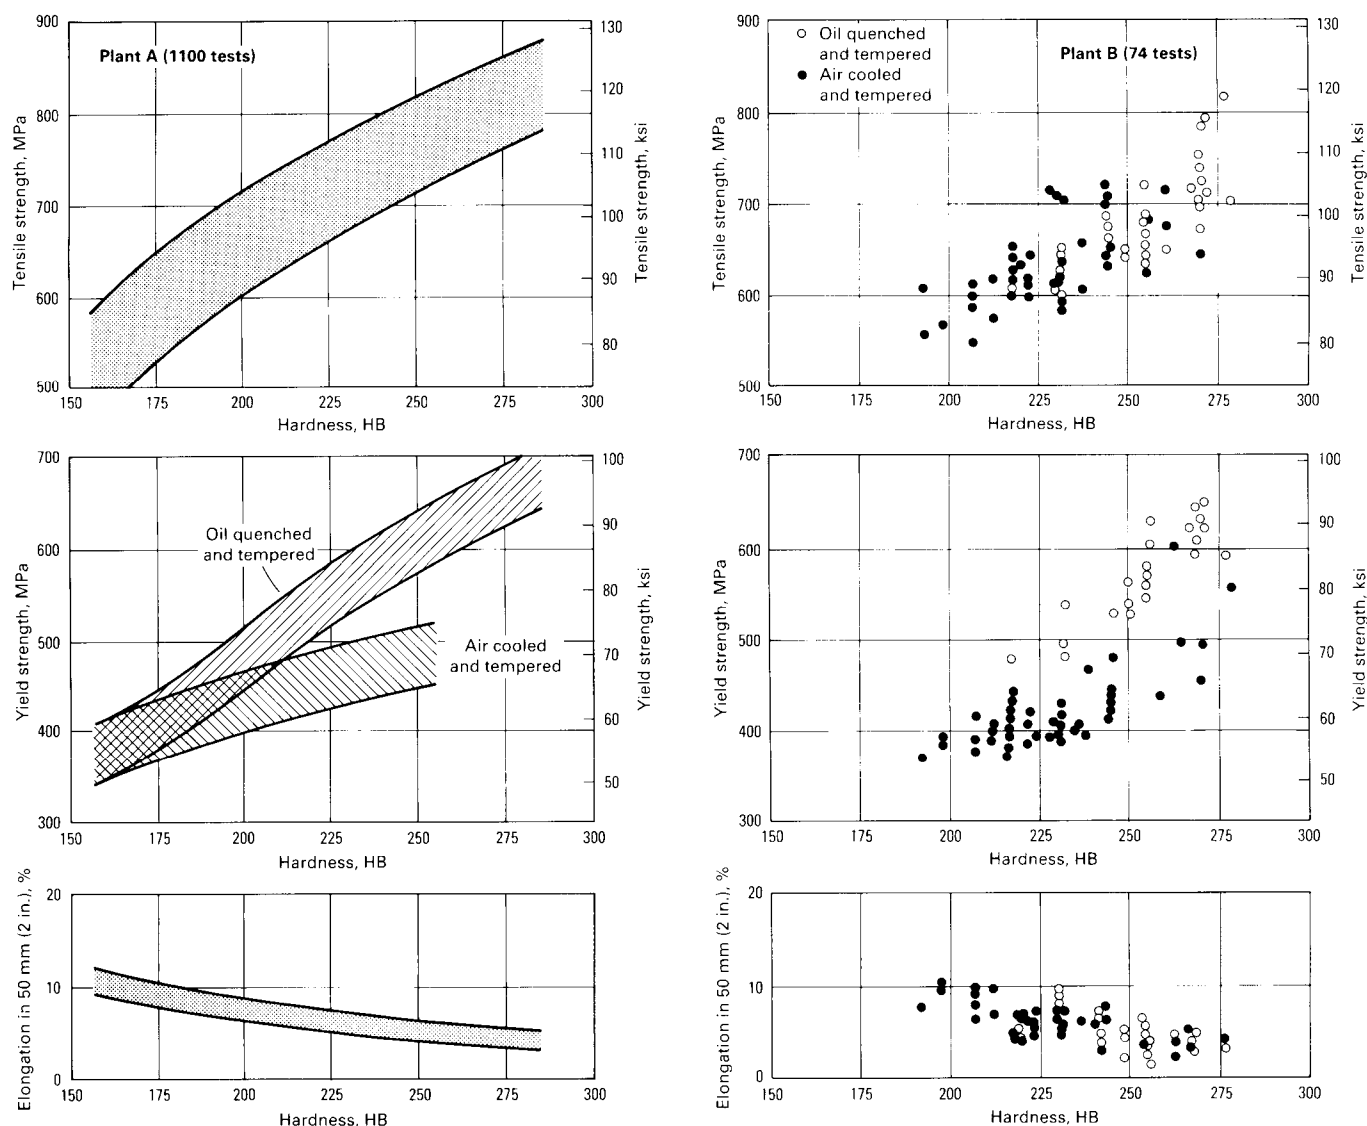 Plant A (1100 tests)
Tensile strength, MPa
900
800
700
600
500
Tensile strength, ksi
130
120
110
100
90
80
150 175 200 225 250 275 300
Hardness, HB
Oil quenched
and tempered
Air cooled
and tempered
Plant B (74 tests)
Tensile strength, MPa
900
800
700
600
500
Tensile strength, ksi
130
120
110
100
90
80
150 175 200 225 250 275 300
Hardness, HB
Yield strength, MPa
700
600
500
400
300
Oil quenched
and tempered
Air cooled
and tempered
Yield strength, ksi
100
90
80
70
60
50
150 175 200 225 250 275 300
Hardness, HB
Yield strength, MPa
700
600
500
400
300
Yield strength, ksi
100
90
80
70
60
50
150 175 200 225 250 275 300
Hardness, HB
Elongation in 50 mm (2 in.), %
20
10
0
150 175 200 225 250 275 300
Hardness, HB
Elongation in 50 mm (2 in.), %
20
10
0
150 175 200 225 250 275 300
Hardness, HB